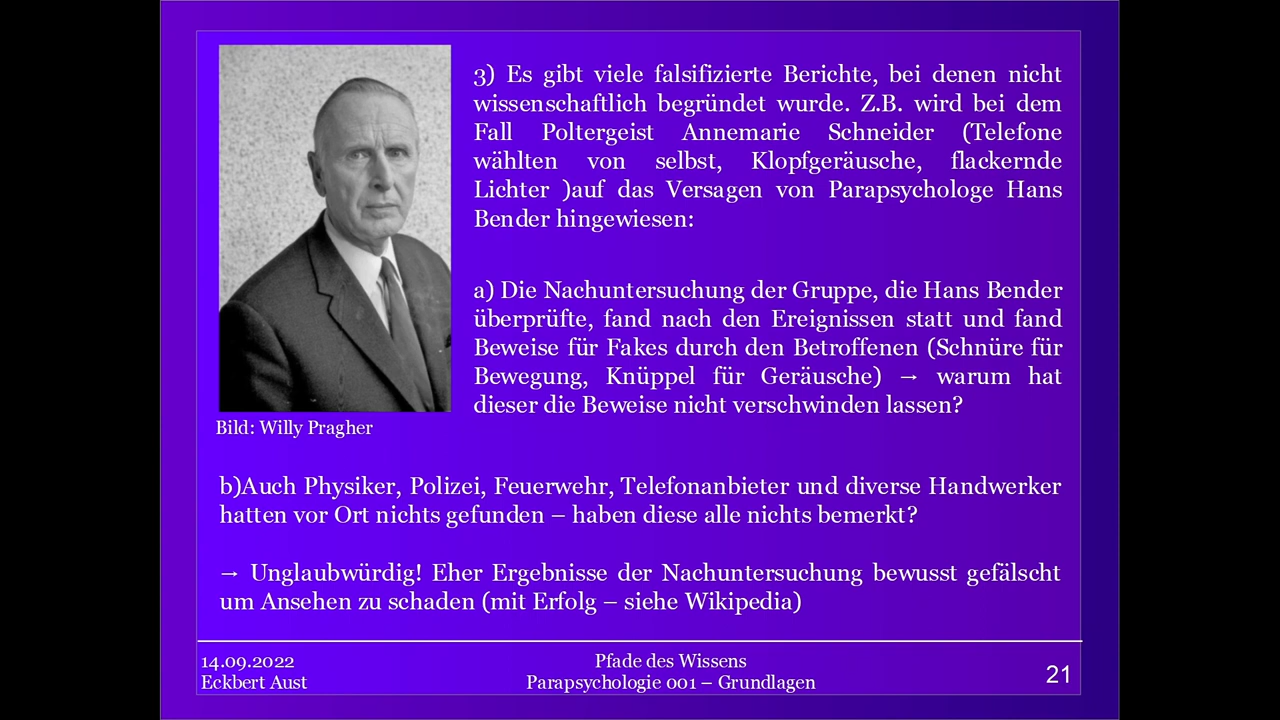 3) Es gibt viele falsifizierte Berichte, bei denen nicht
wissenschaftlich begründet wurde. Z.B. wird bei dem
Fall Poltergeist Annemarie Schneider (Telefone
wählten von selbst, Klopfgeräusche, flackernde
Lichter )auf das Versagen von Parapsychologe Hans
Bender hingewiesen:
a) Die Nachuntersuchung der Gruppe, die Hans Bender
überprüfte, fand nach den Ereignissen statt und fand
Beweise für Fakes durch den Betroffenen (Schnüre für
Bewegung, Knüppel für Geräusche) → warum hat
dieser die Beweise nicht verschwinden lassen?
Bild: Willy Pragher
b)Auch Physiker, Polizei, Feuerwehr, Telefonanbieter und diverse Handwerker
hatten vor Ort nichts gefunden – haben diese alle nichts bemerkt?
→ Unglaubwürdig! Eher Ergebnisse der Nachuntersuchung bewusst gefälscht
um Ansehen zu schaden (mit Erfolg – siehe Wikipedia)
14.09.2022
Eckbert Aust
Pfade des Wissens
Parapsychologie 001 – Grundlagen
21